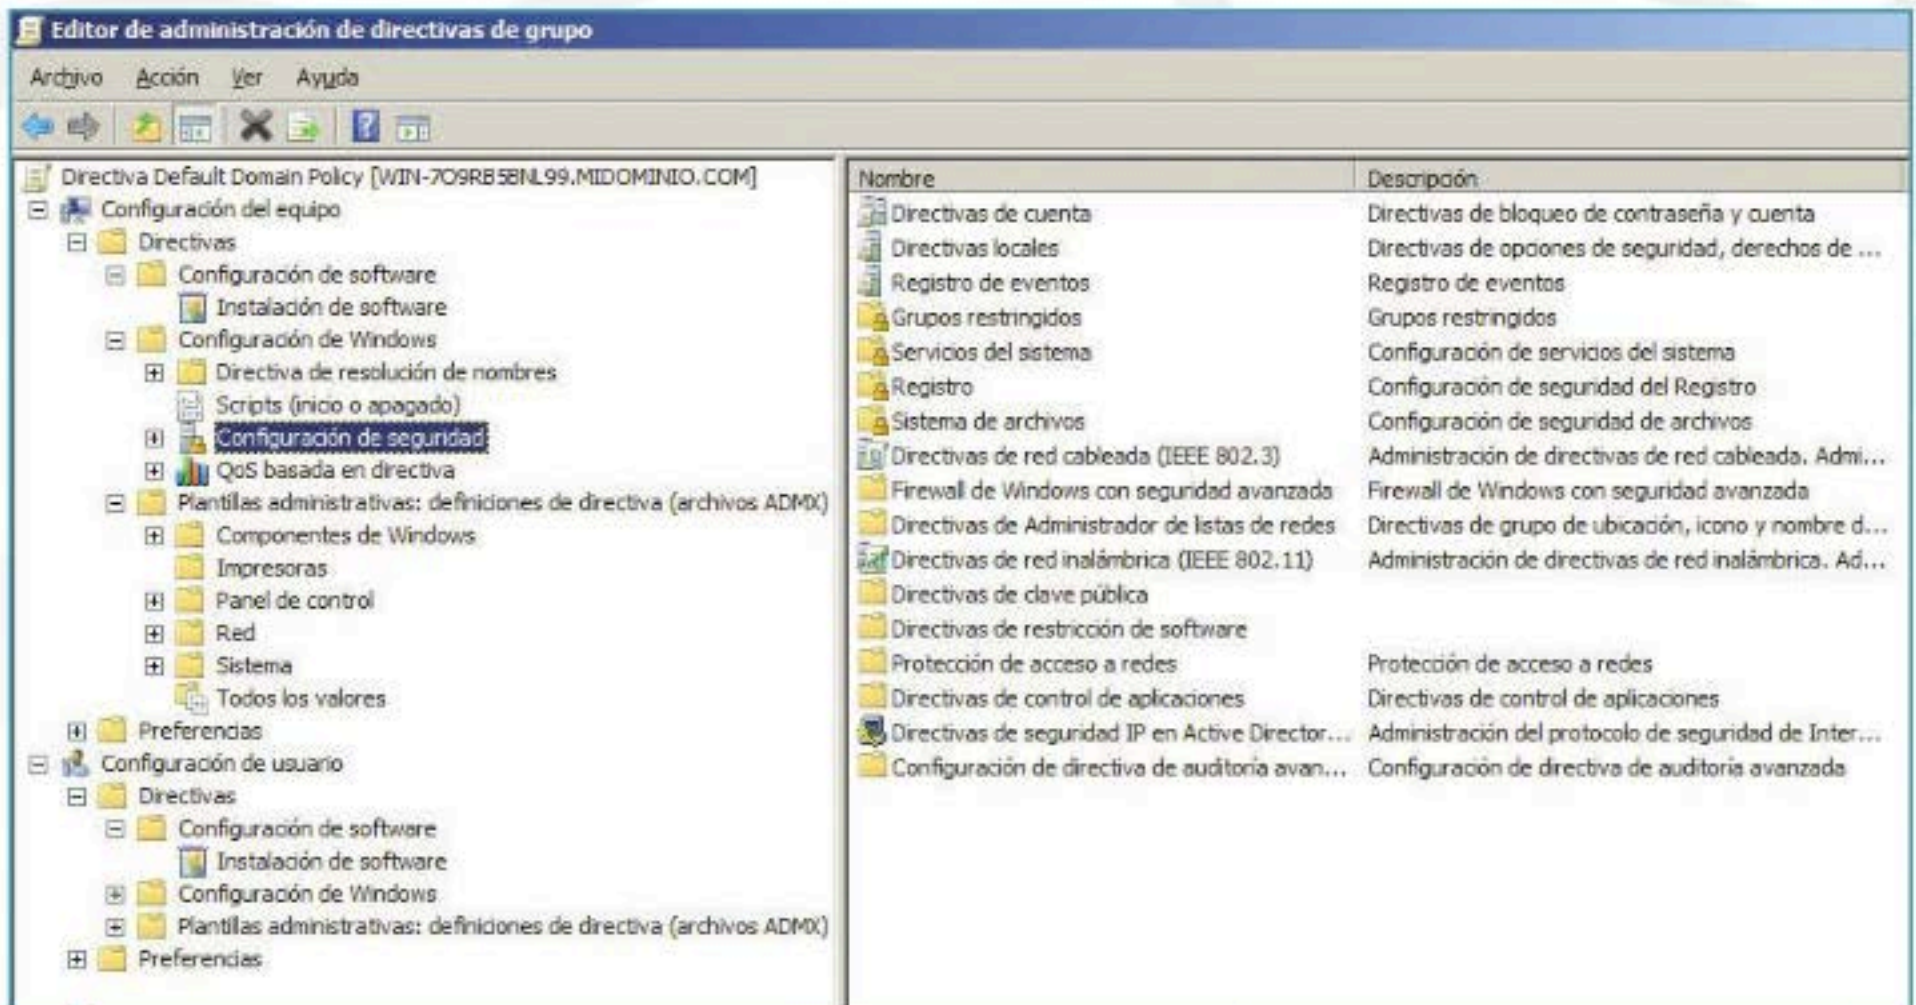 Editor de administración de directivas de grupo
Archivo Acción Ver Ayuda
Directiva Default Domain Policy [WIN-7O9RB5BNL99.MIDOMINIO.COM]
Configuración del equipo
Directivas
Configuración de software
Instalación de software
Configuración de Windows
Directiva de resolución de nombres
Scripts (inicio o apagado)
Configuración de seguridad
QoS basada en directiva
Plantillas administrativas: definiciones de directiva (archivos ADMX)
Componentes de Windows
Impresoras
Panel de control
Red
Sistema
Todos los valores
Preferencias
Configuración de usuario
Directivas
Configuración de software
Instalación de software
Configuración de Windows
Plantillas administrativas: definiciones de directiva (archivos ADMX)
Preferencias
Nombre Descripción
Directivas de cuenta Directivas de bloqueo de contraseña y cuenta
Directivas locales Directivas de opciones de seguridad, derechos de ...
Registro de eventos Registro de eventos
Grupos restringidos Grupos restringidos
Servicios del sistema Configuración de servicios del sistema
Registro Configuración de seguridad del Registro
Sistema de archivos Configuración de seguridad de archivos
Directivas de red cableada (IEEE 802.3) Administración de directivas de red cableada. Admi...
Firewall de Windows con seguridad avanzada Firewall de Windows con seguridad avanzada
Directivas de Administrador de listas de redes Directivas de grupo de ubicación, icono y nombre d...
Directivas de red inalámbrica (IEEE 802.11) Administración de directivas de red inalámbrica. Ad...
Directivas de clave pública
Directivas de restricción de software
Protección de acceso a redes Protección de acceso a redes
Directivas de control de aplicaciones Directivas de control de aplicaciones
Directivas de seguridad IP en Active Director... Administración del protocolo de seguridad de Inter...
Configuración de directiva de auditoría avan... Configuración de directiva de auditoría avanzada